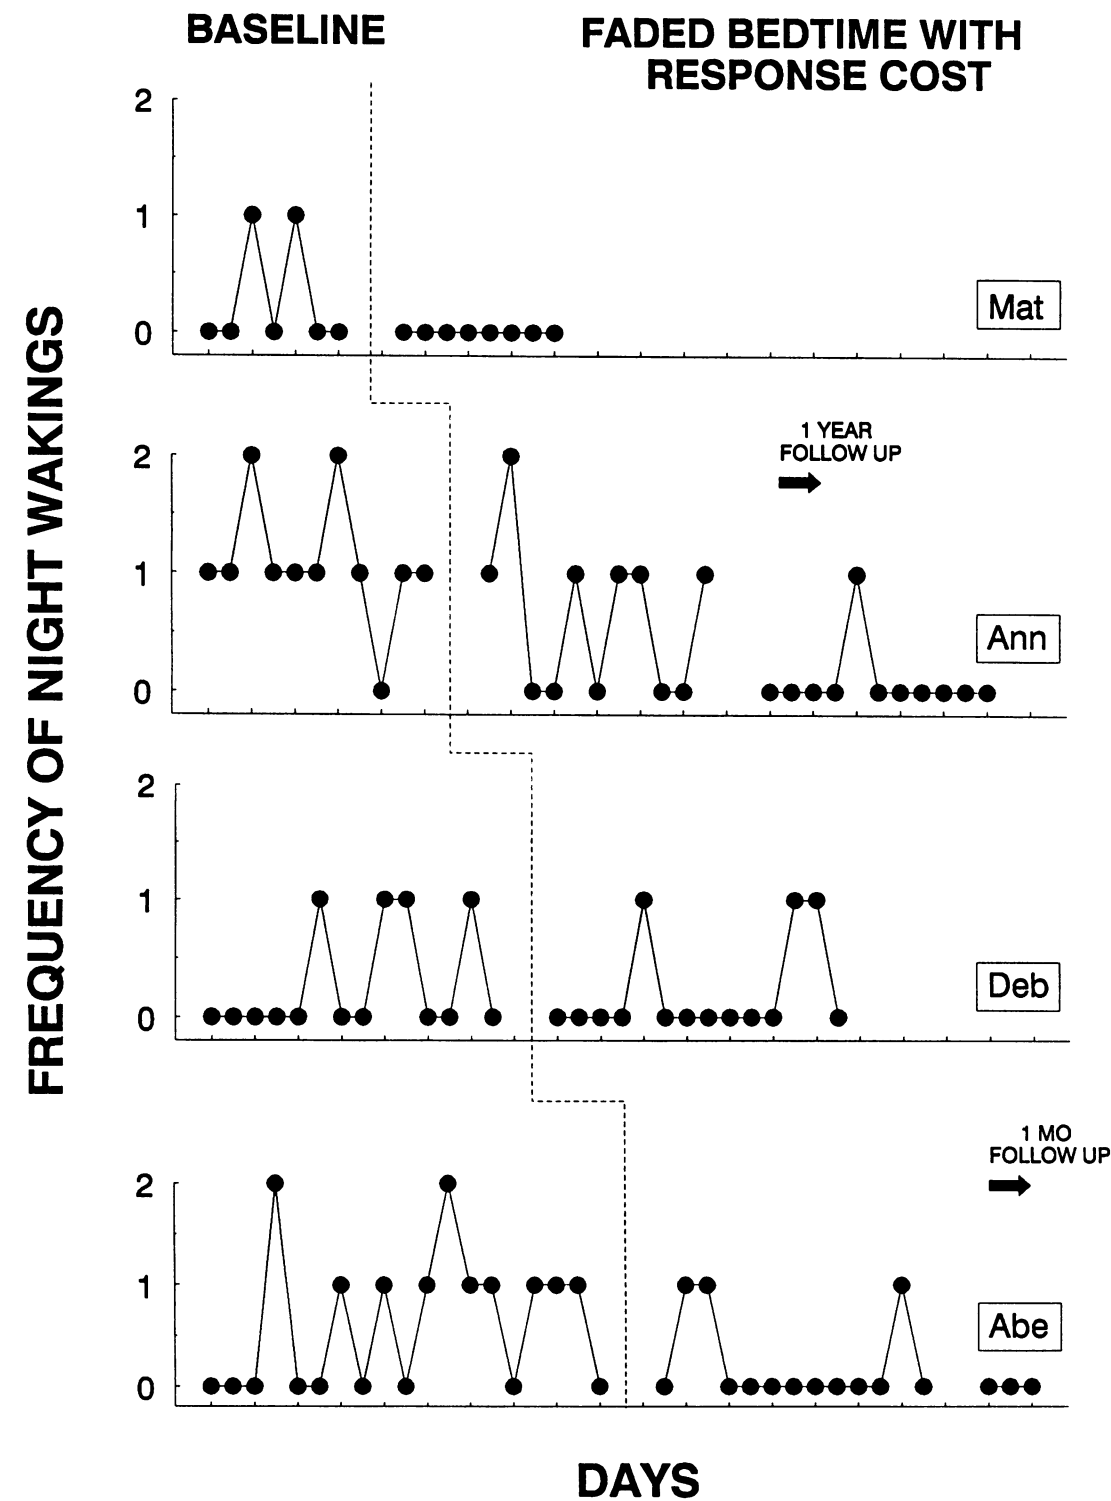 BASELINE
FADED BEDTIME WITH
RESPONSE COST
FREQUENCY OF NIGHT WAKINGS
2
1
0
Mat
1 YEAR
FOLLOW UP
2
1
0
Ann
2
1
0
Deb
1 MO
FOLLOW UP
2
1
0
Abe
DAYS